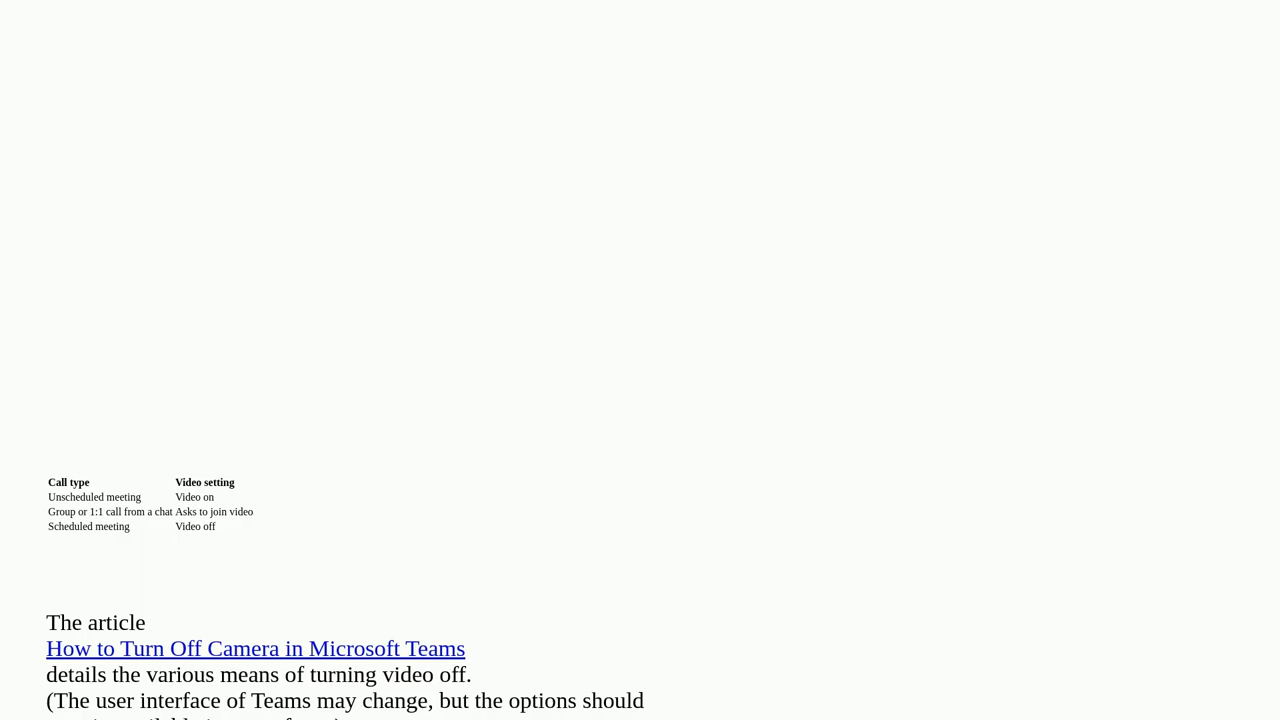 Call type Video setting
Unscheduled meeting Video on
Group or 1:1 call from a chat Asks to join video
Scheduled meeting Video off
The article
How to Turn Off Camera in Microsoft Teams
details the various means of turning video off.
(The user interface of Teams may change, but the options should